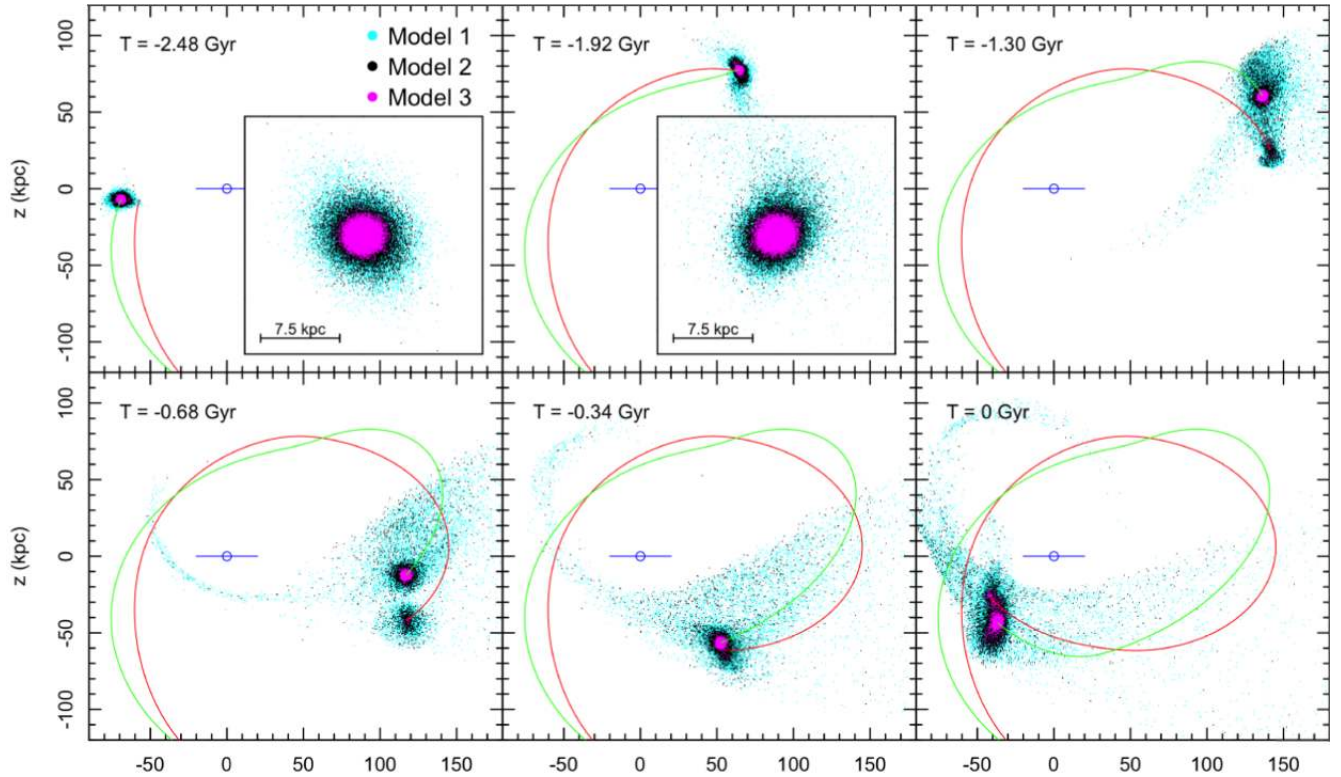 T = -2.48 Gyr
Model 1
Model 2
Model 3
7.5 kpc
T = -1.92 Gyr
7.5 kpc
T = -1.30 Gyr
z (kpc)
100
50
0
-50
-100
T = -0.68 Gyr
T = -0.34 Gyr
T = 0 Gyr
z (kpc)
100
50
0
-50
-100
-50 0 50 100 150
-50 0 50 100 150
-50 0 50 100 150